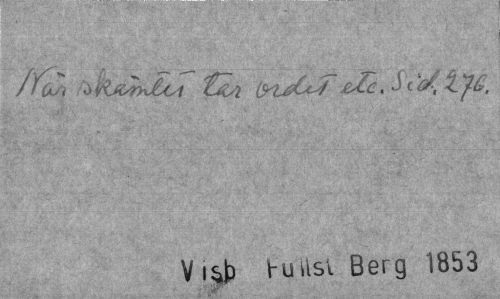 När skämtet tar ordet etc. Sid. 276.
Visb Fullst Berg 1853